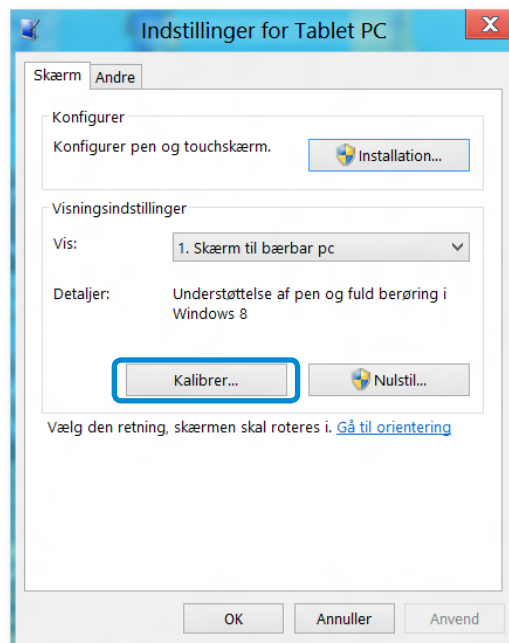 Indstillinger for Tablet PC
Skærm Andre
Konfigurer
Konfigurer pen og touchskærm.
Installation...
Visningsindstillinger
Vis:
1. Skærm til bærbar pc
Detaljer:
Understøttelse af pen og fuld berøring i
Windows 8
Kalibrer...
Nulstil...
Vælg den retning, skærmen skal roteres i. Gå til orientering
OK
Annuller
Anvend